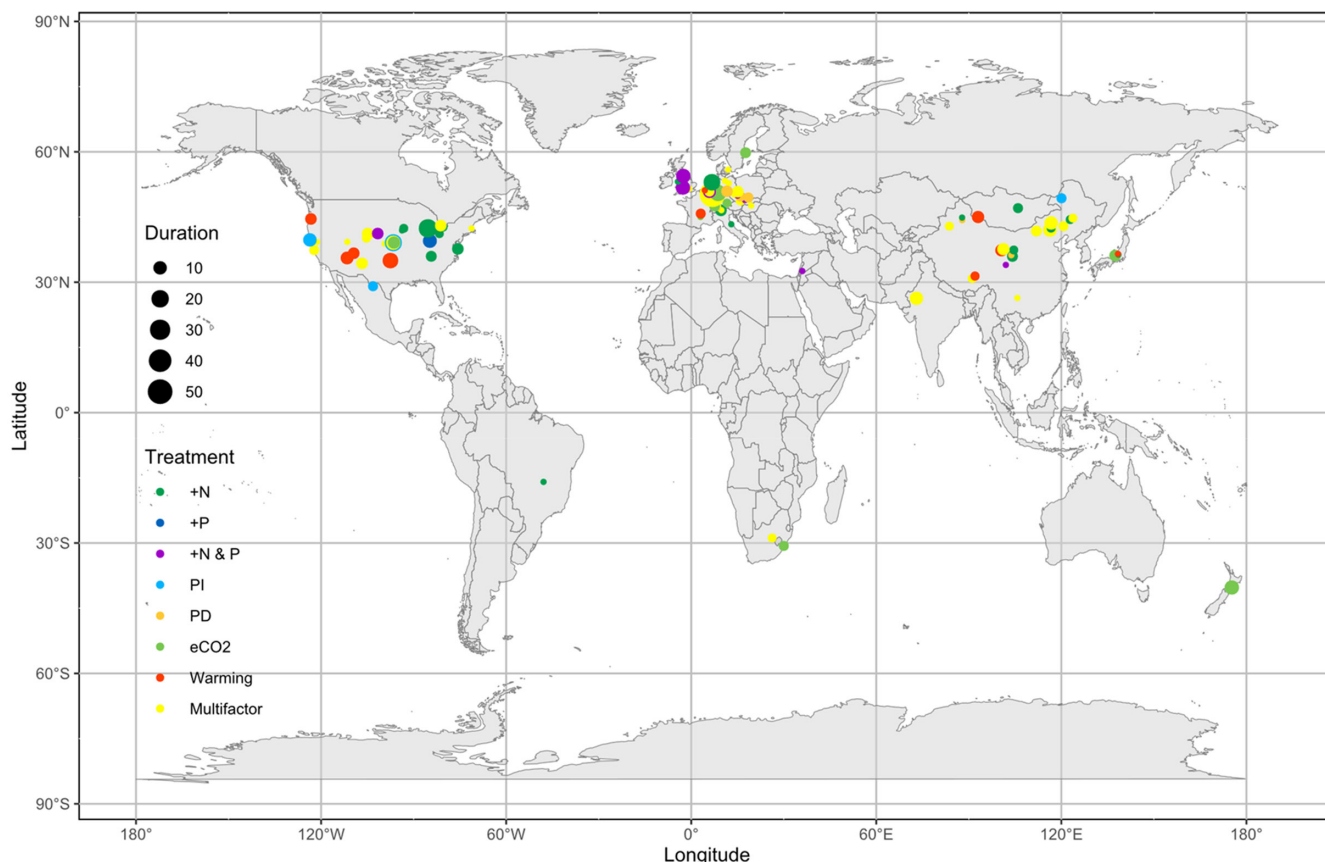 90°N
60°N
30°N
0°
30°S
60°S
90°S
Latitude
Duration
10
20
30
40
50
Treatment
+N
+P
+N & P
PI
PD
eCO2
Warming
Multifactor
180°
120°W
60°W
0°
60°E
120°E
180°
Longitude